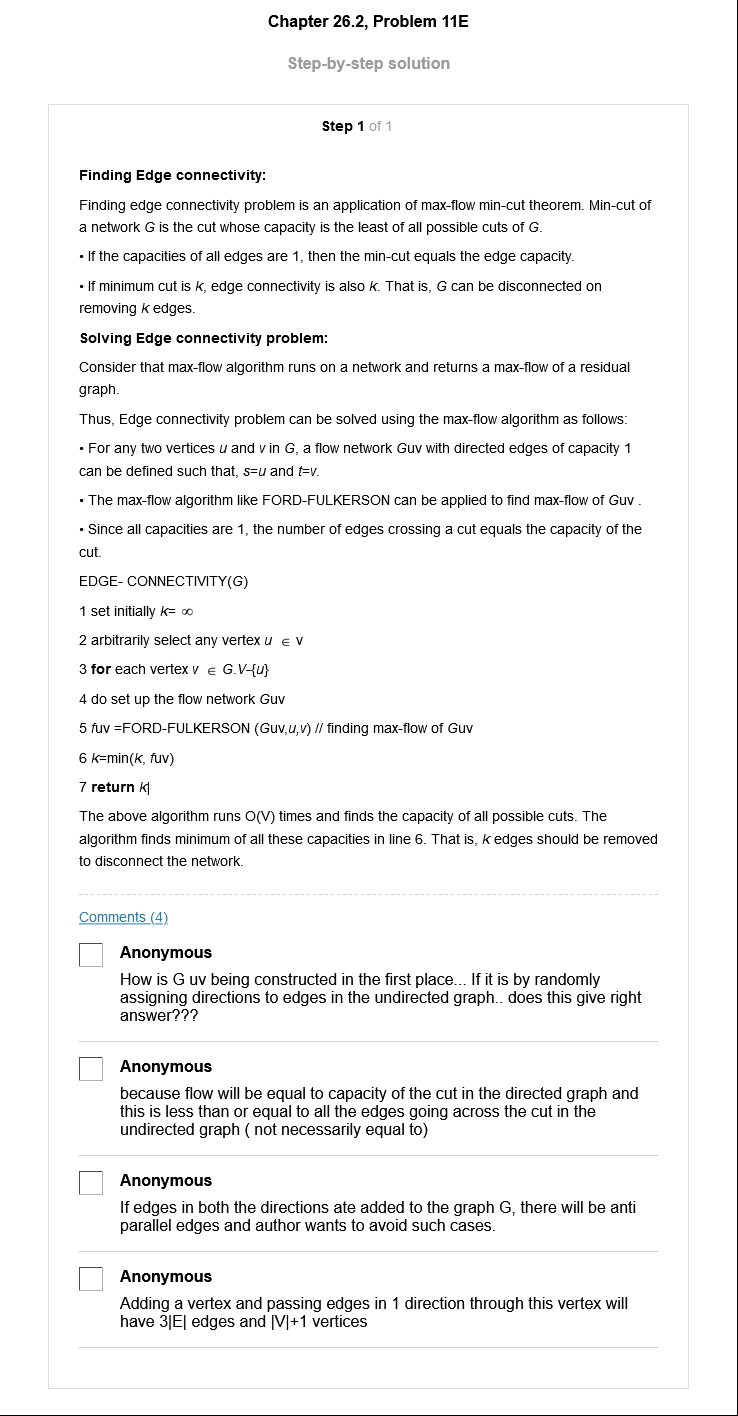 Chapter 26.2, Problem 11E
Step-by-step solution
Step 1 of 1
Finding Edge connectivity:
Finding edge connectivity problem is an application of max-flow min-cut theorem. Min-cut of
a network G is the cut whose capacity is the least of all possible cuts of G.
• If the capacities of all edges are 1, then the min-cut equals the edge capacity.
• If minimum cut is k, edge connectivity is also k. That is, G can be disconnected on
removing k edges.
Solving Edge connectivity problem:
Consider that max-flow algorithm runs on a network and returns a max-flow of a residual
graph.
Thus, Edge connectivity problem can be solved using the max-flow algorithm as follows:
• For any two vertices u and v in G, a flow network Guv with directed edges of capacity 1
can be defined such that, s=u and t=v.
• The max-flow algorithm like FORD-FULKERSON can be applied to find max-flow of Guv .
• Since all capacities are 1, the number of edges crossing a cut equals the capacity of the
cut.
EDGE- CONNECTIVITY(G)
1 set initially k= ∞
2 arbitrarily select any vertex u ∈ v
3 for each vertex v ∈ G.V-{u}
4 do set up the flow network Guv
5 fuv =FORD-FULKERSON (Guv,u,v) // finding max-flow of Guv
6 k=min(k, fuv)
7 return k|
The above algorithm runs O(V) times and finds the capacity of all possible cuts. The
algorithm finds minimum of all these capacities in line 6. That is, k edges should be removed
to disconnect the network.
Comments (4)
Anonymous
How is G uv being constructed in the first place... If it is by randomly
assigning directions to edges in the undirected graph.. does this give right
answer???
Anonymous
because flow will be equal to capacity of the cut in the directed graph and
this is less than or equal to all the edges going across the cut in the
undirected graph ( not necessarily equal to)
Anonymous
If edges in both the directions ate added to the graph G, there will be anti
parallel edges and author wants to avoid such cases.
Anonymous
Adding a vertex and passing edges in 1 direction through this vertex will
have 3|E| edges and |V|+1 vertices